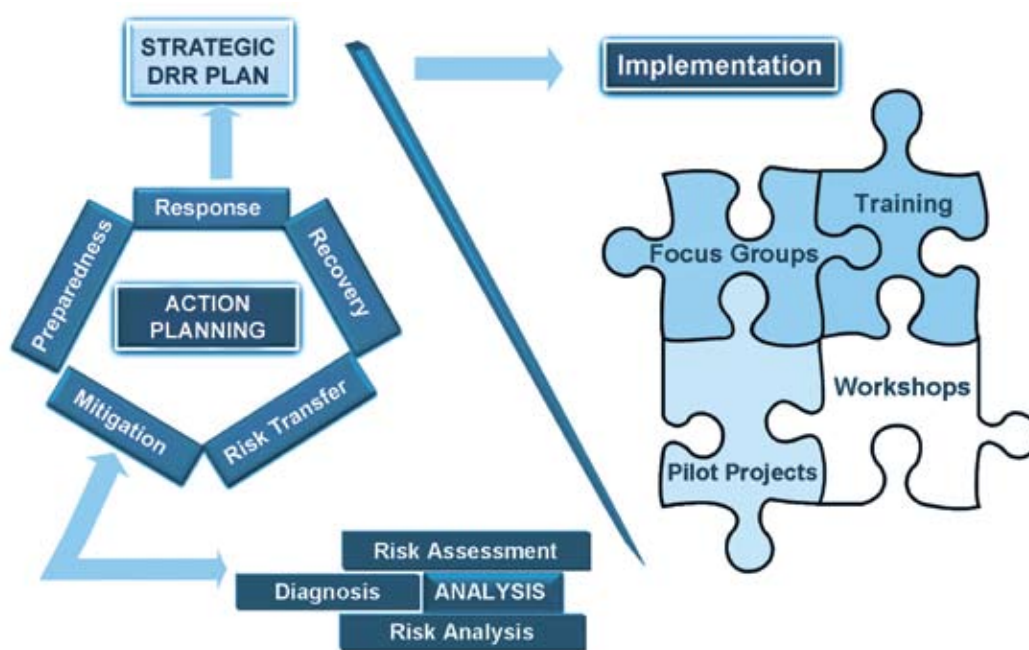 STRATEGIC
DRR PLAN
Implementation
Response
Preparedness
Recovery
ACTION
PLANNING
Mitigation
Risk Transfer
Training
Focus Groups
Workshops
Pilot Projects
Risk Assessment
Diagnosis
ANALYSIS
Risk Analysis